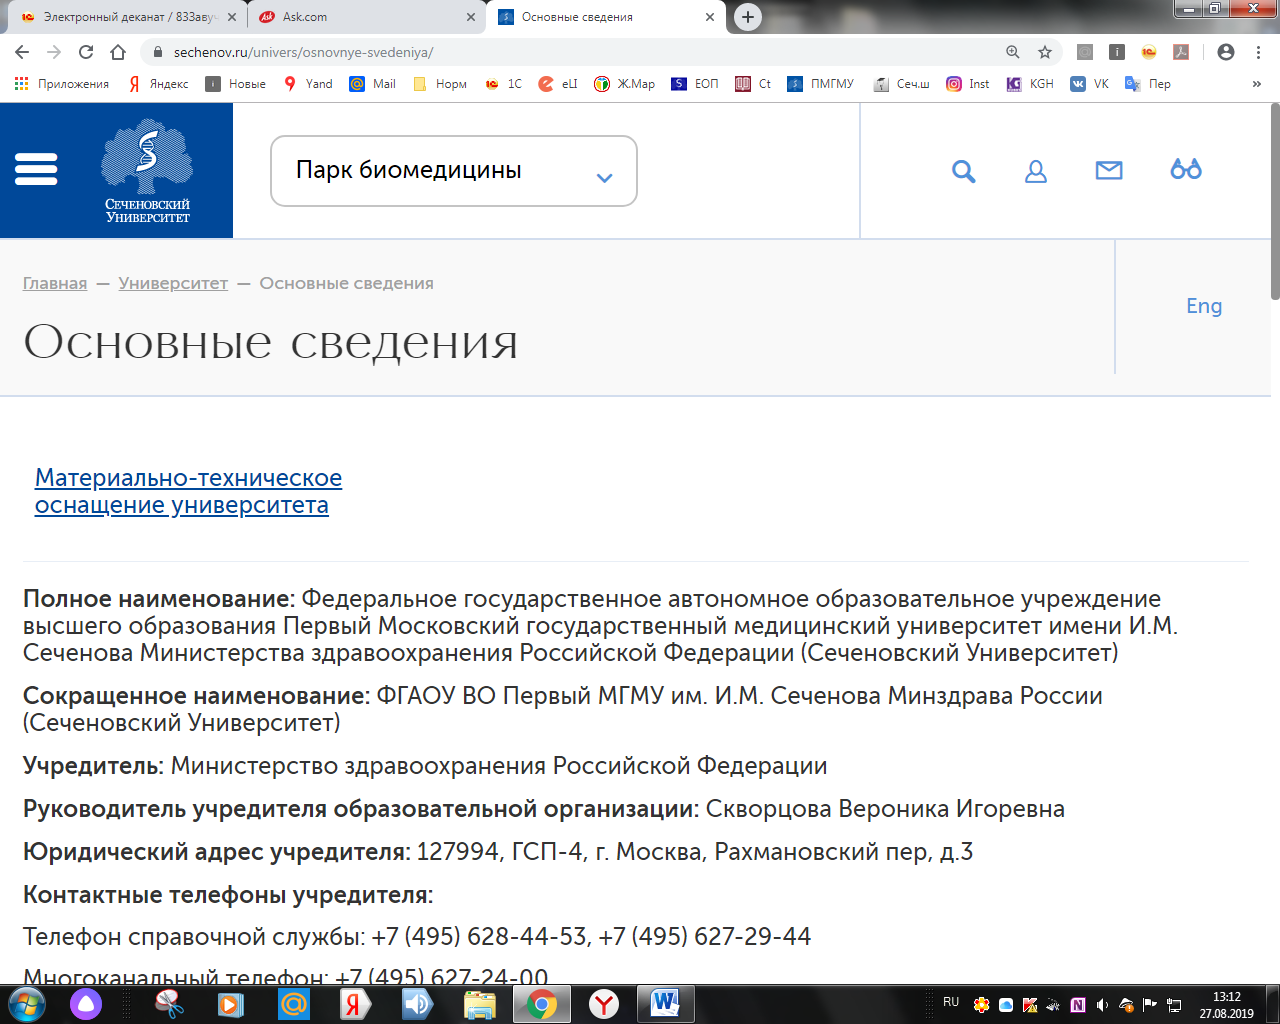 Электронный деканат / 833авуч
Ask.com
Основные сведения
sechenov.ru/univers/osnovnye-svedeniya/
Приложения
Яндекс
Новые
Yand
Mail
Норм
1С
eLI
Ж.Мар
ЕОП
Ct
ПМГМУ
Сеч.ш
Inst
KGH
VK
Пер
»
Сеченовский
Университет
Парк биомедицины
Главная — Университет — Основные сведения
Eng
Основные сведения
Материально-техническое
оснащение университета
Полное наименование: Федеральное государственное автономное образовательное учреждение
высшего образования Первый Московский государственный медицинский университет имени И.М.
Сеченова Министерства здравоохранения Российской Федерации (Сеченовский Университет)
Сокращенное наименование: ФГАОУ ВО Первый МГМУ им. И.М. Сеченова Минздрава России
(Сеченовский Университет)
Учредитель: Министерство здравоохранения Российской Федерации
Руководитель учредителя образовательной организации: Скворцова Вероника Игоревна
Юридический адрес учредителя: 127994, ГСП-4, г. Москва, Рахмановский пер, д.3
Контактные телефоны учредителя:
Телефон справочной службы: +7 (495) 628-44-53, +7 (495) 627-29-44
Многоканальный телефон: +7 (495) 627-24-00
RU
13:12
27.08.2019